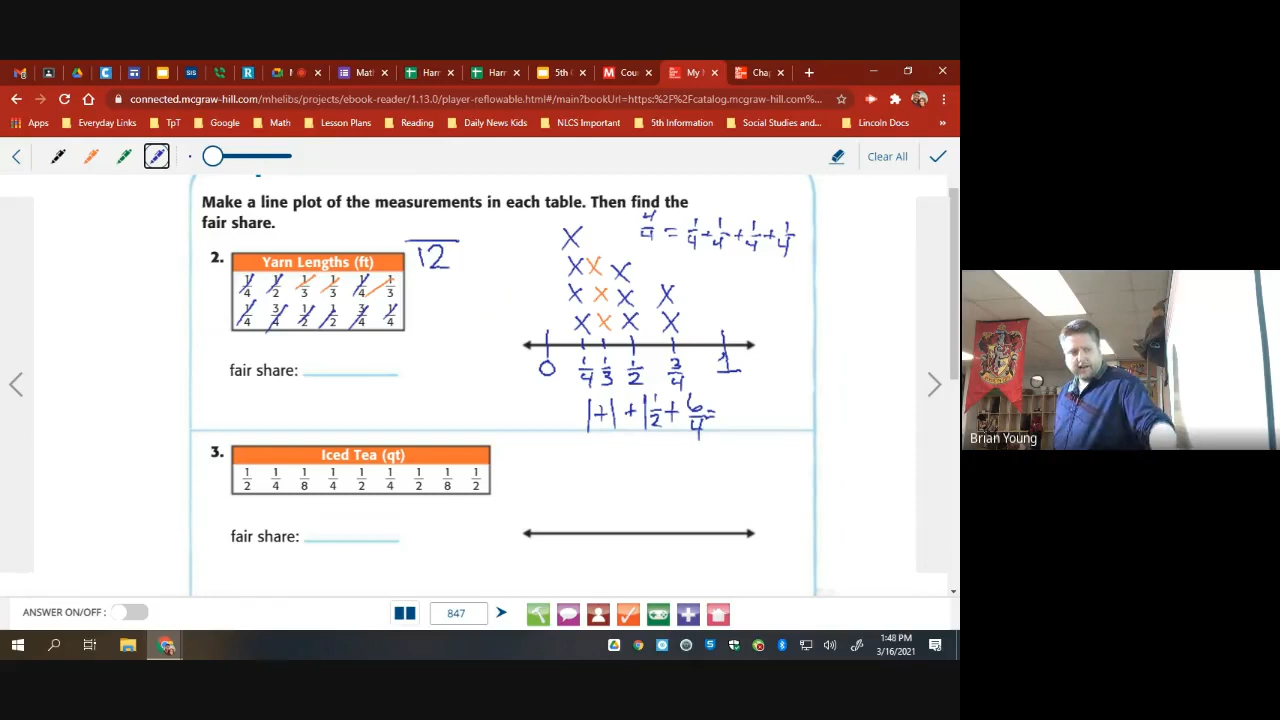 Mat
Harr
Harr
5th
Cou
My N
Cha
connected.mcgraw-hill.com/mhelibs/projects/ebook-reader/1.13.0/player-reflowable.html#/main?bookUrl=https:%2F%2Fcatalog.mcgraw-hill.com%...
Apps Everyday Links TpT Google Math Lesson Plans Reading Daily News Kids NLCS Important 5th Information Social Studies and... Lincoln Docs »
Clear All
Make a line plot of the measurements in each table. Then find the
fair share.
4/4 = 1/4 + 1/4 + 1/4 + 1/4
2.
12
Yarn Lengths (ft)
1/4 1/2 1/3 1/3 1/4 1/3
1/4 3/4 1/2 1/2 3/4 1/4
X
X X X
X X X X
X X X X
0 1/4 1/3 1/2 3/4 1
fair share:
1+1 + 1 1/2 + 6/4 =
3.
Iced Tea (qt)
1/2 1/4 1/8 1/4 1/2 1/4 1/2 1/8 1/2
fair share:
Brian Young
ANSWER ON/OFF :
847
1:48 PM
3/16/2021